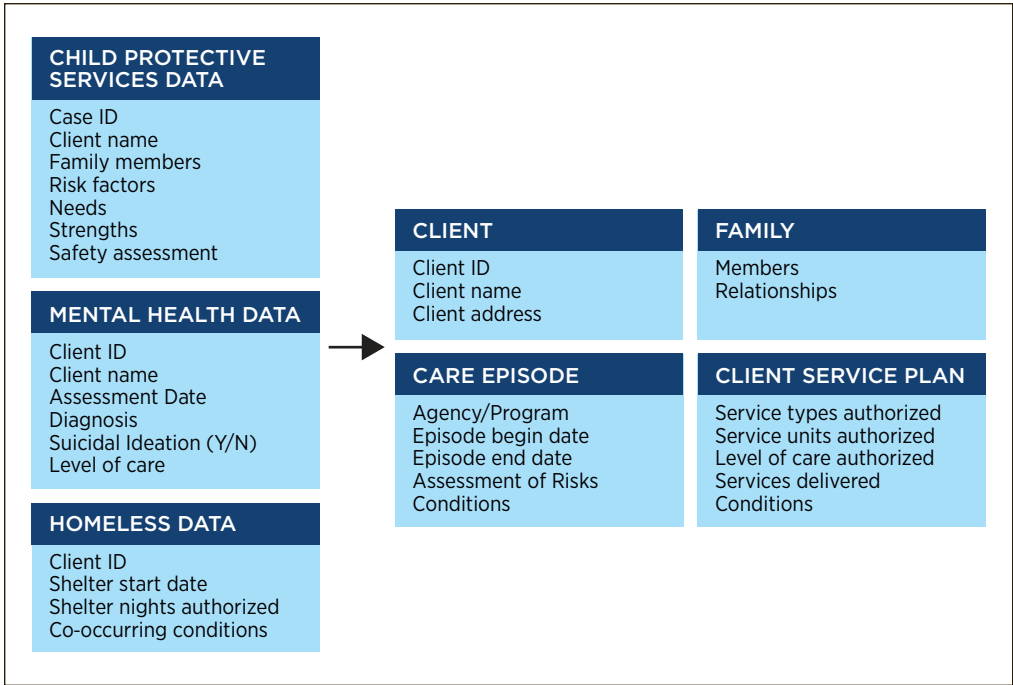 CHILD PROTECTIVE
SERVICES DATA
Case ID
Client name
Family members
Risk factors
Needs
Strengths
Safety assessment
MENTAL HEALTH DATA
Client ID
Client name
Assessment Date
Diagnosis
Suicidal Ideation (Y/N)
Level of care
HOMELESS DATA
Client ID
Shelter start date
Shelter nights authorized
Co-occurring conditions
CLIENT
Client ID
Client name
Client address
FAMILY
Members
Relationships
CARE EPISODE
Agency/Program
Episode begin date
Episode end date
Assessment of Risks
Conditions
CLIENT SERVICE PLAN
Service types authorized
Service units authorized
Level of care authorized
Services delivered
Conditions